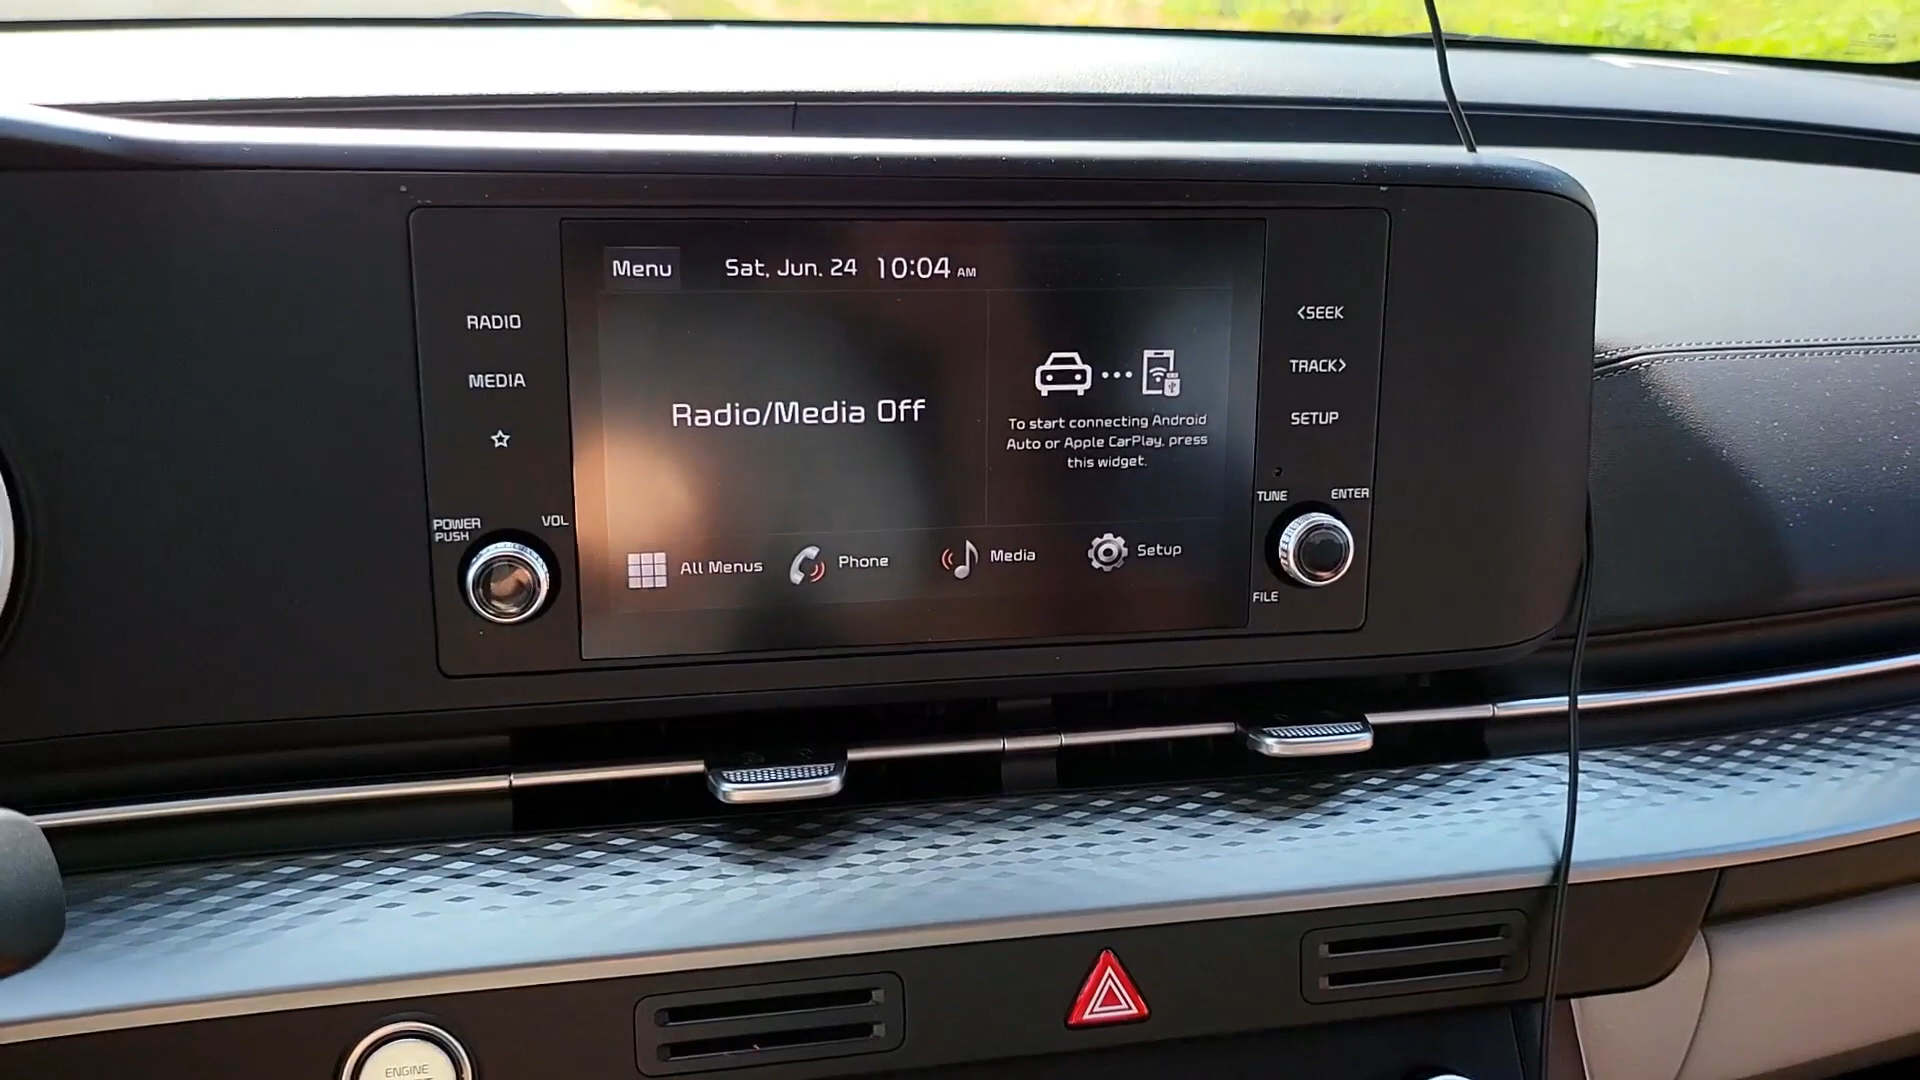 Menu
Sat, Jun. 24 10:04 AM
RADIO
MEDIA
POWER
PUSH
VOL
Radio/Media Off
To start connecting Android
Auto or Apple CarPlay, press
this widget.
All Menus
Phone
Media
Setup
<SEEK
TRACK>
SETUP
TUNE
ENTER
FILE
ENGINE